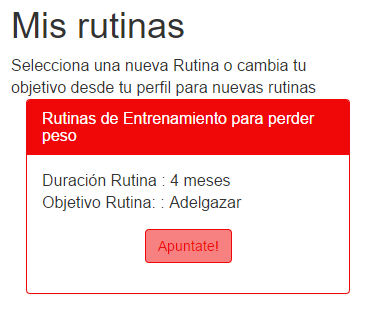 Mis rutinas
Selecciona una nueva Rutina o cambia tu
objetivo desde tu perfil para nuevas rutinas
Rutinas de Entrenamiento para perder
peso
Duración Rutina : 4 meses
Objetivo Rutina: : Adelgazar
Apuntate!